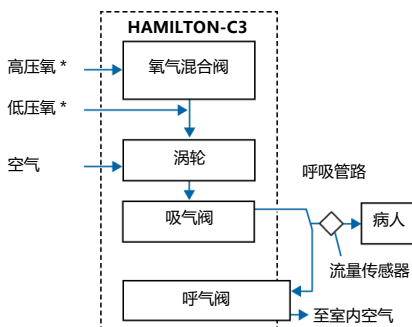 HAMILTON-C3
高压氧 *
氧气混合阀
低压氧 *
空气
涡轮
呼吸管路
吸气阀
病人
流量传感器
呼气阀
至室内空气